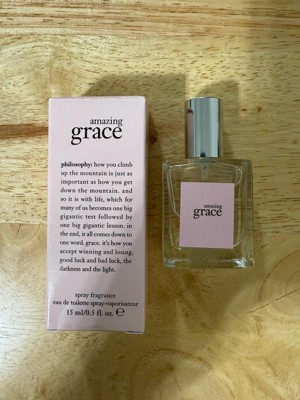 amazing
grace
philosophy: how you climb
up the mountain is just as
important as how you get
down the mountain. and
so it is with life, which for
many of us becomes one big
gigantic test followed by
one big gigantic lesson. in
the end, it all comes down to
one word. grace. it's how you
accept winning and losing,
good luck and bad luck, the
darkness and the light.
spray fragrance
eau de toilette spray-vaporisateur
15 ml/0.5 fl. oz. ℮
amazing
grace